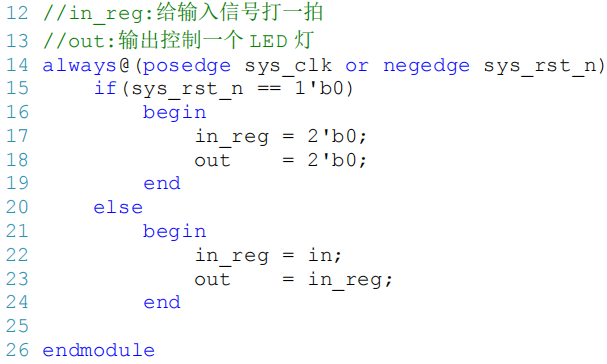 12 //in_reg:给输入信号打一拍
13 //out:输出控制一个 LED 灯
14 always@(posedge sys_clk or negedge sys_rst_n)
15     if(sys_rst_n == 1'b0)
16         begin
17             in_reg = 2'b0;
18             out    = 2'b0;
19         end
20     else
21         begin
22             in_reg = in;
23             out    = in_reg;
24         end
25
26 endmodule